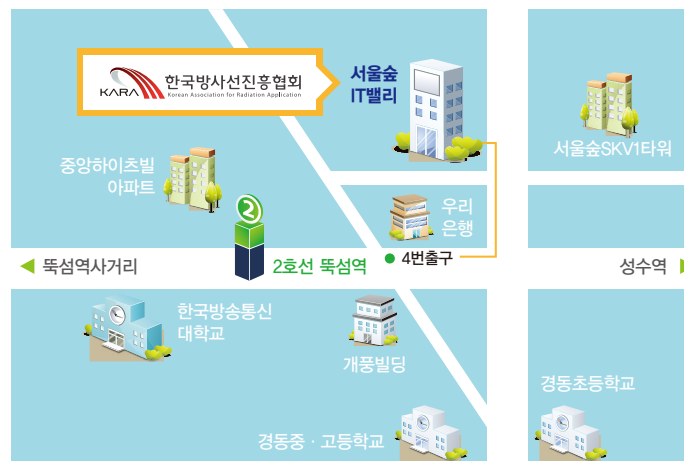 KARA 한국방사선진흥협회
Korean Association for Radiation Application
서울숲
IT밸리
서울숲SKV1타워
중앙하이츠빌
아파트
2
우리
은행
◀ 뚝섬역사거리
2호선 뚝섬역
● 4번출구
성수역 ▶
한국방송통신
대학교
개풍빌딩
경동초등학교
경동중 · 고등학교